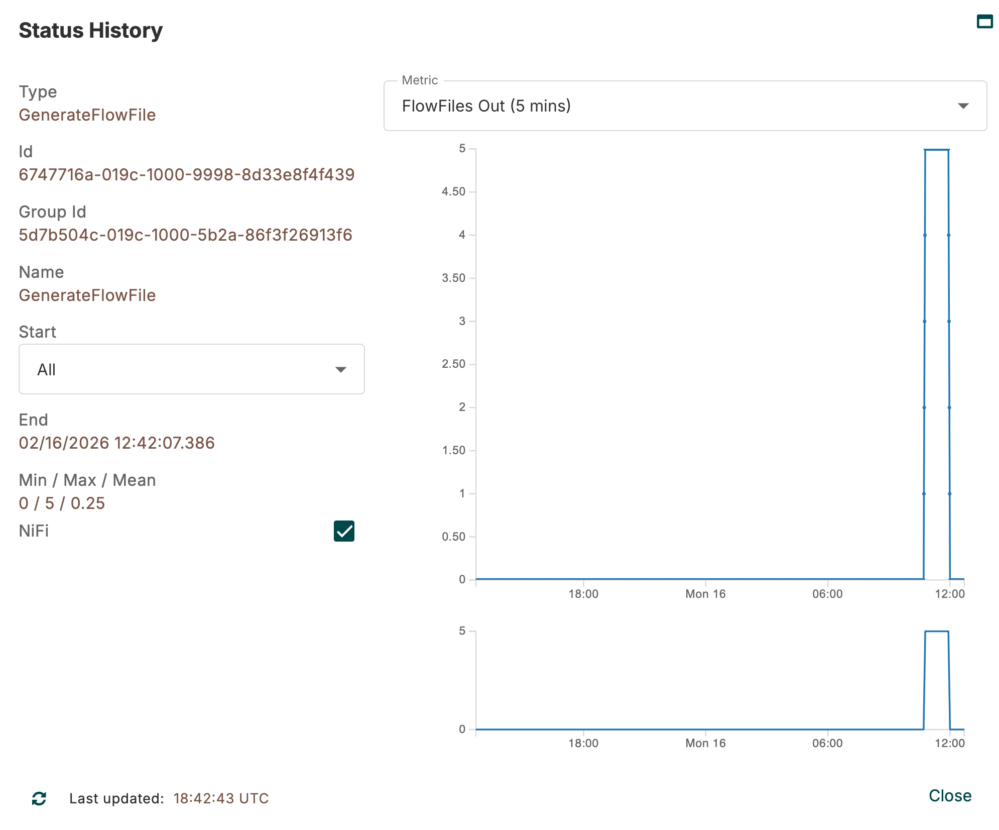 Status History
Type
GenerateFlowFile
Id
6747716a-019c-1000-9998-8d33e8f4f439
Group Id
5d7b504c-019c-1000-5b2a-86f3f26913f6
Name
GenerateFlowFile
Start
All
End
02/16/2026 12:42:07.386
Min / Max / Mean
0 / 5 / 0.25
NiFi
Metric
FlowFiles Out (5 mins)
5
4.50
4
3.50
3
2.50
2
1.50
1
0.50
0
18:00 Mon 16 06:00 12:00
5
0
18:00 Mon 16 06:00 12:00
Last updated: 18:42:43 UTC
Close